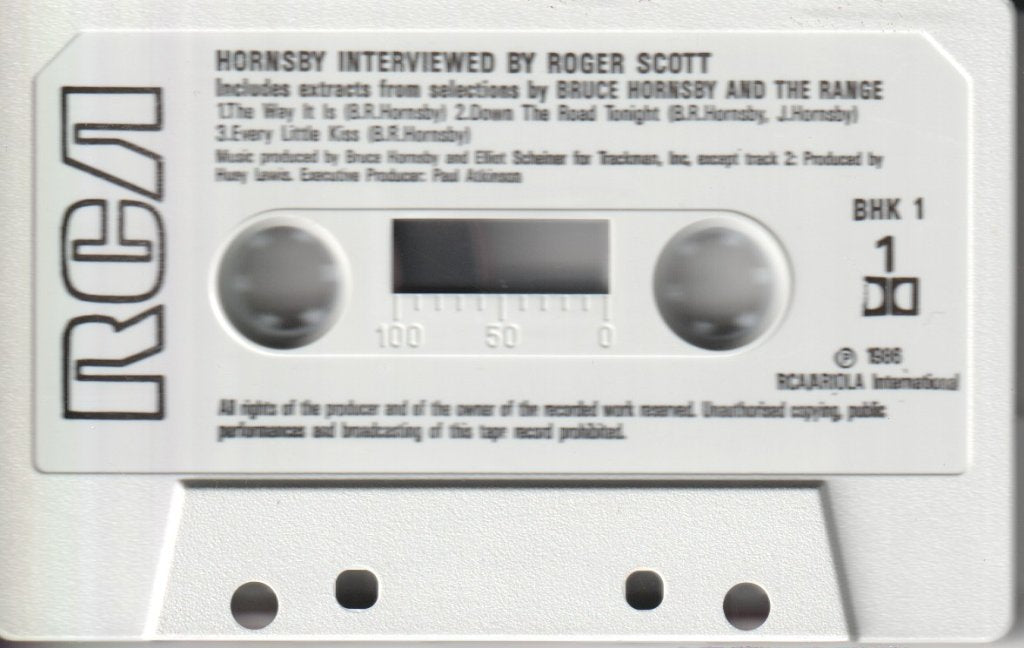 HORNSBY INTERVIEWED BY ROGER SCOTT
Includes extracts from selections by BRUCE HORNSBY AND THE RANGE
1.The Way It Is (B.R.Hornsby) 2.Down The Road Tonight (B.R.Hornsby, J.Hornsby)
3.Every Little Kiss (B.R.Hornsby)
Music produced by Bruce Hornsby and Elliot Scheiner for Trackmen, Inc, except track 2: Produced by
Huey Lewis. Executive Producer: Paul Atkinson
RCA
BHK 1
1
100 50 0
℗ 1986
RCA/ARIOLA International
All rights of the producer and of the owner of the recorded work reserved. Unauthorised copying, public
performances and broadcasting of this tape record prohibited.